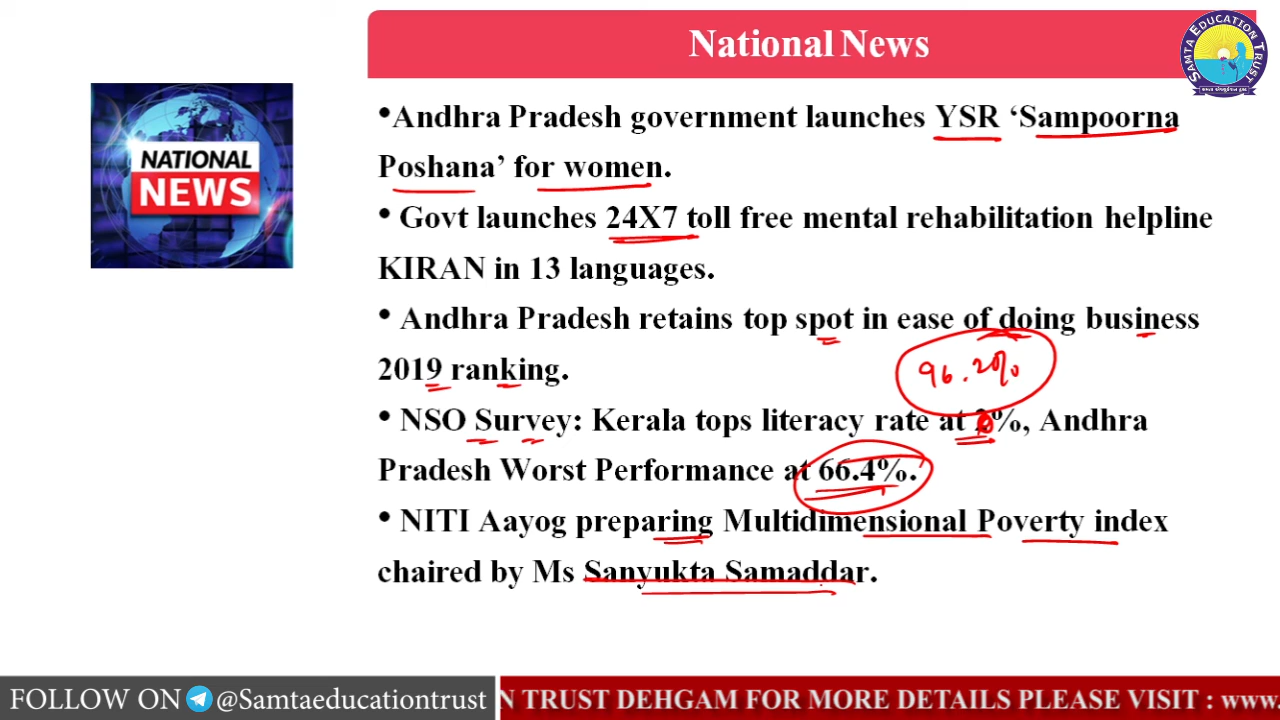 National News
SAMTA EDUCATION TRUST
NATIONAL
NEWS
•Andhra Pradesh government launches YSR ‘Sampoorna
Poshana’ for women.
• Govt launches 24X7 toll free mental rehabilitation helpline
KIRAN in 13 languages.
• Andhra Pradesh retains top spot in ease of doing business
2019 ranking.
96.2%
• NSO Survey: Kerala tops literacy rate at %, Andhra
Pradesh Worst Performance at 66.4%.
• NITI Aayog preparing Multidimensional Poverty index
chaired by Ms Sanyukta Samaddar.
FOLLOW ON @Samtaeducationtrust
N TRUST DEHGAM FOR MORE DETAILS PLEASE VISIT : www.